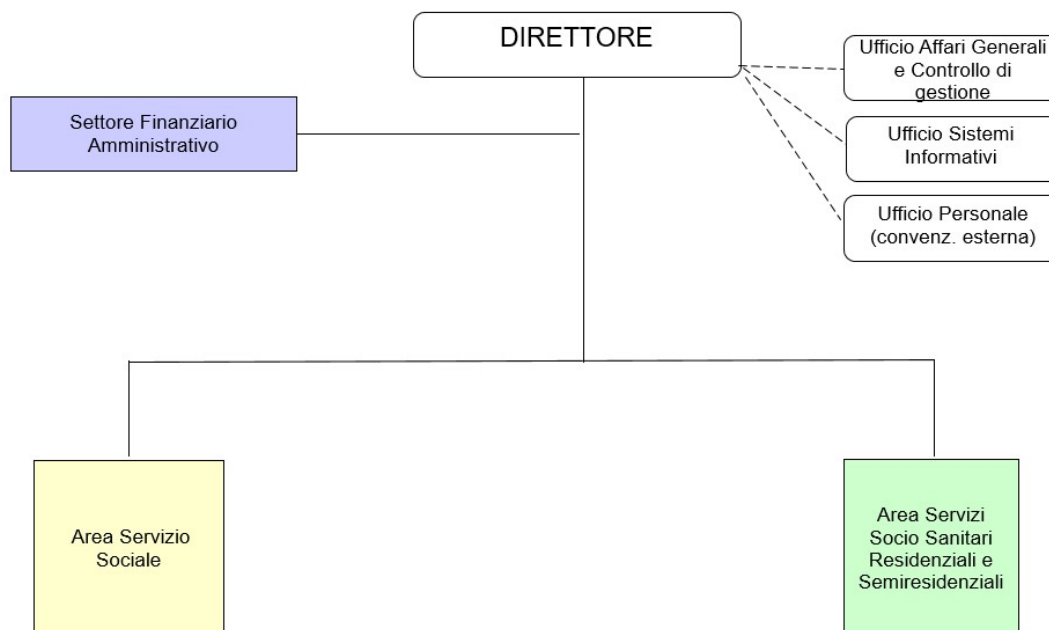 DIRETTORE
Ufficio Affari Generali
e Controllo di
gestione
Settore Finanziario
Amministrativo
Ufficio Sistemi
Informativi
Ufficio Personale
(convenz. esterna)
Area Servizio
Sociale
Area Servizi
Socio Sanitari
Residenziali e
Semiresidenziali